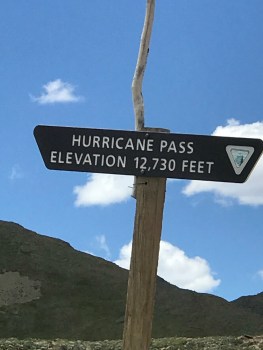 HURRICANE PASS
ELEVATION 12,730 FEET